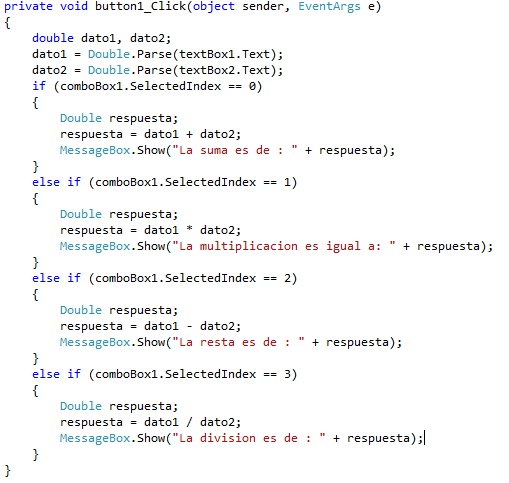 private void button1_Click(object sender, EventArgs e)
{
    double dato1, dato2;
    dato1 = Double.Parse(textBox1.Text);
    dato2 = Double.Parse(textBox2.Text);
    if (comboBox1.SelectedIndex == 0)
    {
        Double respuesta;
        respuesta = dato1 + dato2;
        MessageBox.Show("La suma es de : " + respuesta);
    }
    else if (comboBox1.SelectedIndex == 1)
    {
        Double respuesta;
        respuesta = dato1 * dato2;
        MessageBox.Show("La multiplicacion es igual a: " + respuesta);
    }
    else if (comboBox1.SelectedIndex == 2)
    {
        Double respuesta;
        respuesta = dato1 - dato2;
        MessageBox.Show("La resta es de : " + respuesta);
    }
    else if (comboBox1.SelectedIndex == 3)
    {
        Double respuesta;
        respuesta = dato1 / dato2;
        MessageBox.Show("La division es de : " + respuesta);
    }
}